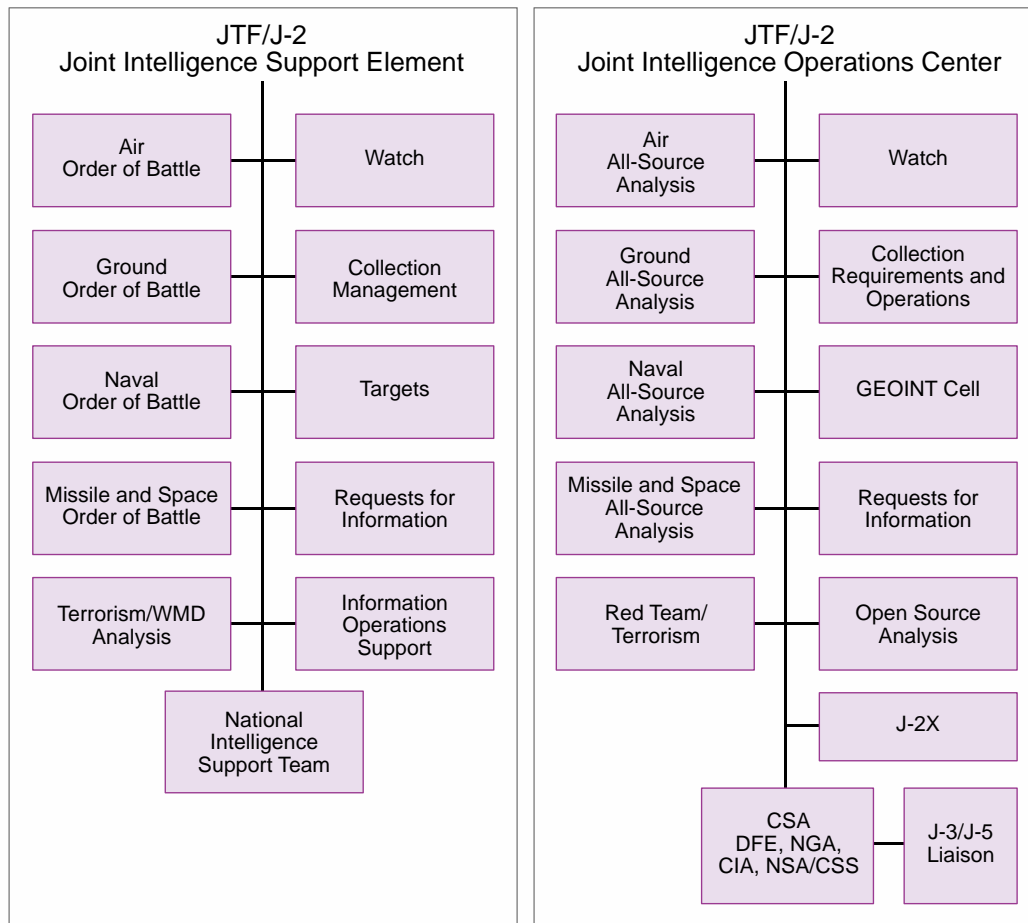 JTF/J-2
Joint Intelligence Support Element
Air
Order of Battle
Watch
Ground
Order of Battle
Collection
Management
Naval
Order of Battle
Targets
Missile and Space
Order of Battle
Requests for
Information
Terrorism/WMD
Analysis
Information
Operations
Support
National
Intelligence
Support Team
JTF/J-2
Joint Intelligence Operations Center
Air
All-Source
Analysis
Watch
Ground
All-Source
Analysis
Collection
Requirements and
Operations
Naval
All-Source
Analysis
GEOINT Cell
Missile and Space
All-Source
Analysis
Requests for
Information
Red Team/
Terrorism
Open Source
Analysis
J-2X
CSA
DFE, NGA,
CIA, NSA/CSS
J-3/J-5
Liaison